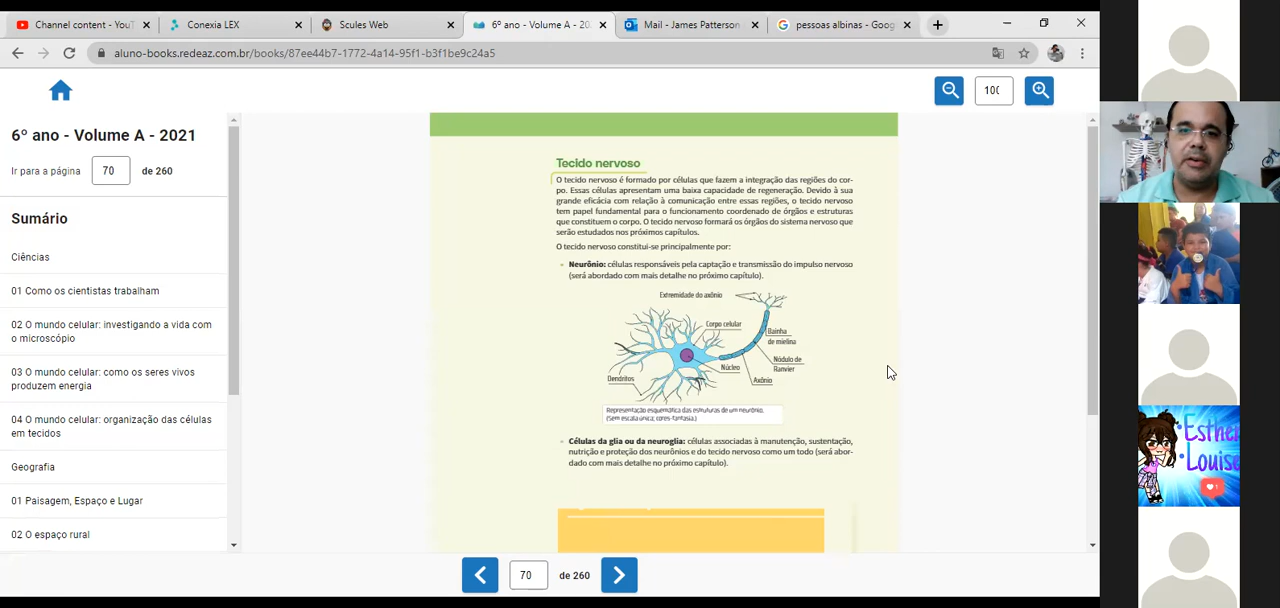 Channel content - YouT
Conexia LEX
Scules Web
6º ano - Volume A - 20
Mail - James Patterson
pessoas albinas - Goog
aluno-books.redeaz.com.br/books/87ee44b7-1772-4a14-95f1-b3f1be9c24a5
100
6º ano - Volume A - 2021
Ir para a página 70 de 260
Sumário
Ciências
01 Como os cientistas trabalham
02 O mundo celular: investigando a vida com
o microscópio
03 O mundo celular: como os seres vivos
produzem energia
04 O mundo celular: organização das células
em tecidos
Geografia
01 Paisagem, Espaço e Lugar
02 O espaço rural
Tecido nervoso
O tecido nervoso é formado por células que fazem a integração das regiões do cor-
po. Essas células apresentam uma baixa capacidade de regeneração. Devido à sua
grande eficácia com relação à comunicação entre essas regiões, o tecido nervoso
tem papel fundamental para o funcionamento coordenado de órgãos e estruturas
que constituem o corpo. O tecido nervoso formará os órgãos do sistema nervoso que
serão estudados nos próximos capítulos.
O tecido nervoso constitui-se principalmente por:
Neurônio: células responsáveis pela captação e transmissão do impulso nervoso
(será abordado com mais detalhe no próximo capítulo).
Extremidade do axônio
Corpo celular
Bainha
de mielina
Nódulo de
Ranvier
Núcleo
Axônio
Dendritos
Representação esquemática das estruturas de um neurônio.
(Sem escala única; cores-fantasia.)
Células da glia ou da neuroglia: células associadas à manutenção, sustentação,
nutrição e proteção dos neurônios e do tecido nervoso como um todo (será abor-
dado com mais detalhe no próximo capítulo).
70 de 260
Esther
Louise
1